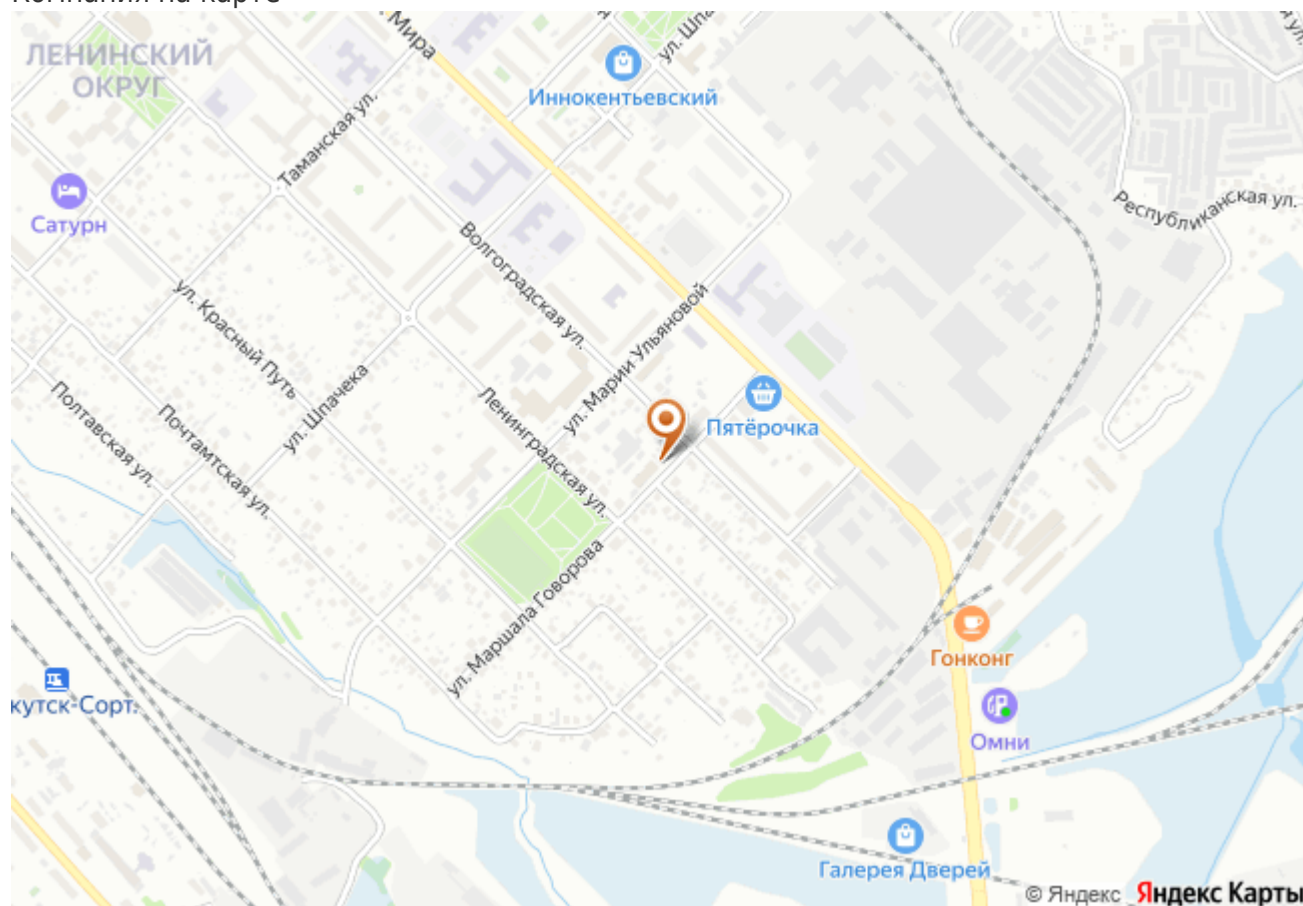 Компания на карте
ЛЕНИНСКИЙ
ОКРУГ
Мира
ул. Шпа
Иннокентьевский
Таманская ул.
Сатурн
Республиканская ул.
Волгоградская ул.
ул. Красный Путь
ул. Марии Ульяновой
ул. Шпачека
Пятёрочка
Полтавская ул.
Почтамтская ул.
Ленинградская ул.
ул. Маршала Говорова
Гонконг
кутск-Сорт.
Омни
Галерея Дверей
© Яндекс Яндекс Карты